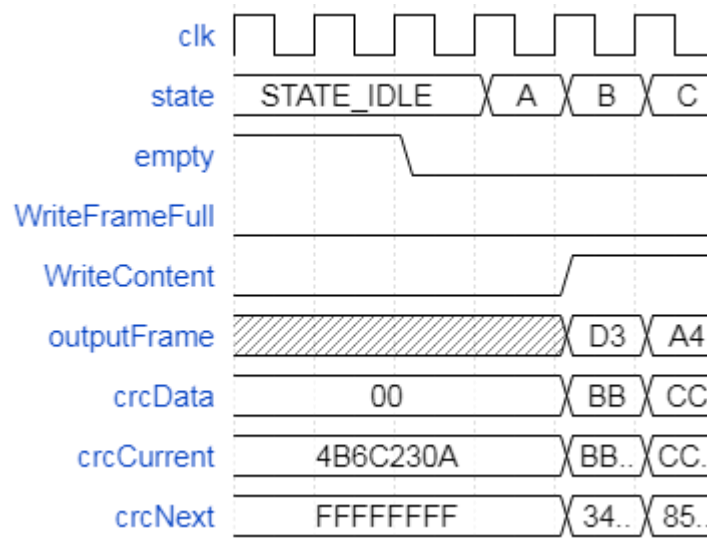 clk
state STATE_IDLE A B C
empty
WriteFrameFull
WriteContent
outputFrame D3 A4
crcData 00 BB CC
crcCurrent 4B6C230A BB.. CC.
crcNext FFFFFFFF 34.. 85..